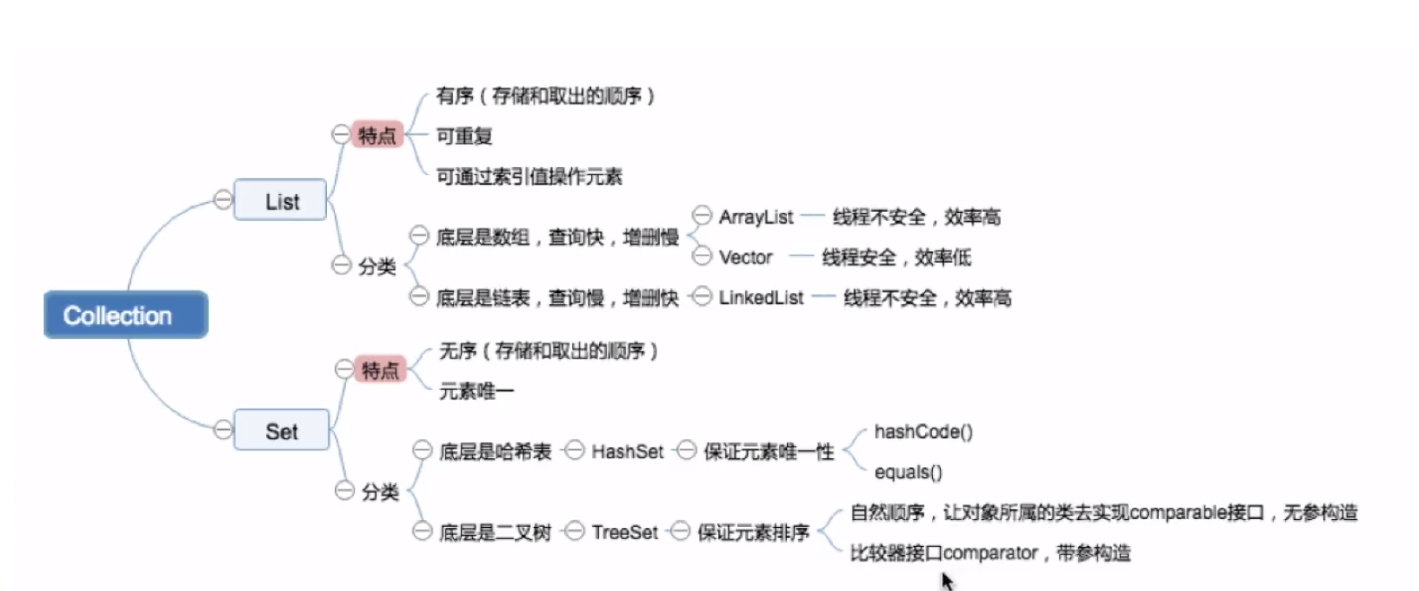 有序（存储和取出的顺序）
特点
可重复
可通过索引值操作元素
List
ArrayList
线程不安全，效率高
底层是数组，查询快，增删慢
Vector
线程安全，效率低
分类
底层是链表，查询慢，增删快
LinkedList
线程不安全，效率高
Collection
无序（存储和取出的顺序）
特点
元素唯一
Set
hashCode()
底层是哈希表
HashSet
保证元素唯一性
equals()
分类
自然顺序，让对象所属的类去实现comparable接口，无参构造
底层是二叉树
TreeSet
保证元素排序
比较器接口comparator，带参构造